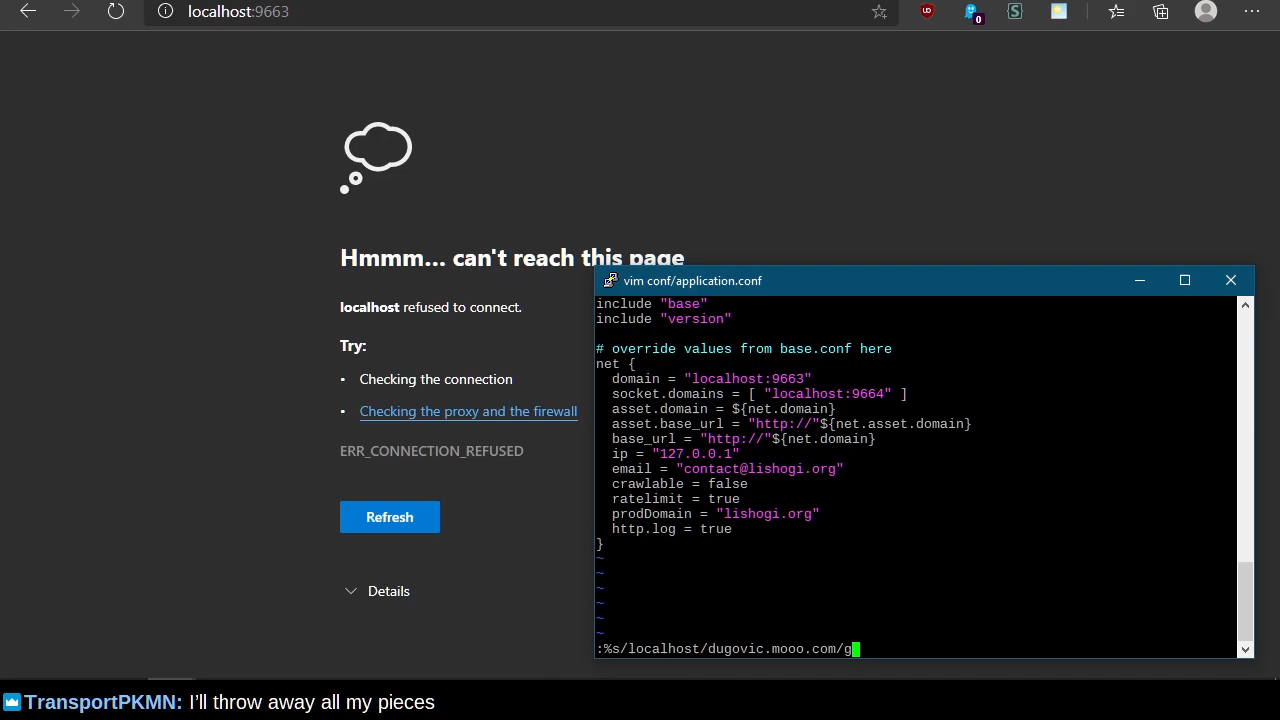 localhost:9663
0
Hmmm... can't reach this page
localhost refused to connect.
Try:
• Checking the connection
• Checking the proxy and the firewall
ERR_CONNECTION_REFUSED
Refresh
Details
vim conf/application.conf
include "base"
include "version"
# override values from base.conf here
net {
  domain = "localhost:9663"
  socket.domains = [ "localhost:9664" ]
  asset.domain = ${net.domain}
  asset.base_url = "http://"${net.asset.domain}
  base_url = "http://"${net.domain}
  ip = "127.0.0.1"
  email = "contact@lishogi.org"
  crawlable = false
  ratelimit = true
  prodDomain = "lishogi.org"
  http.log = true
}
~
~
~
~
~
~
:%s/localhost/dugovic.mooo.com/g
TransportPKMN: I'll throw away all my pieces